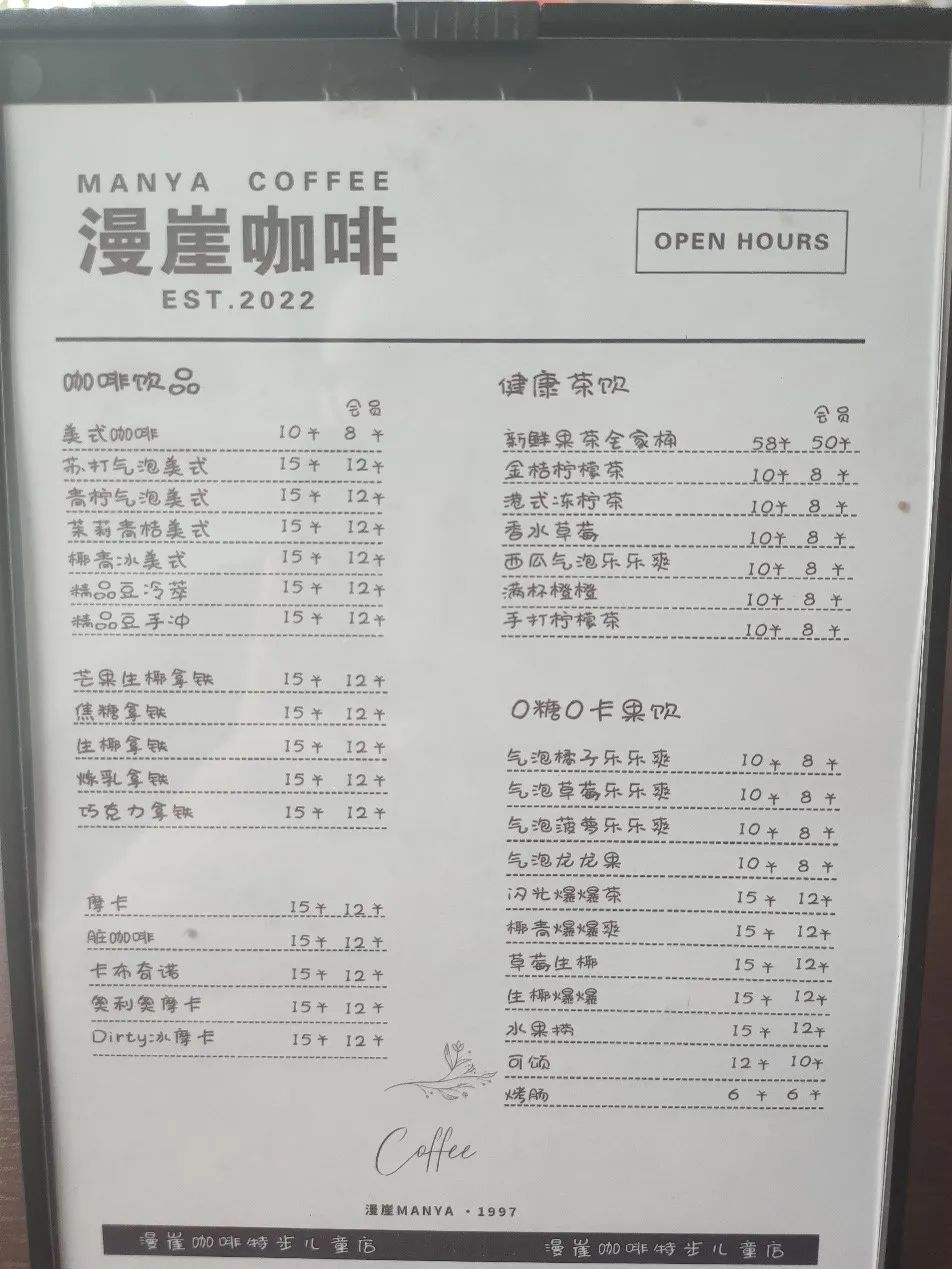 MANYA COFFEE
漫崖咖啡
EST.2022
OPEN HOURS
咖啡饮品
会员
美式咖啡 10￥ 8 ￥
苏打气泡美式 15￥ 12￥
青柠气泡美式 15￥ 12￥
茉莉青桔美式 15￥ 12￥
椰青冰美式 15￥ 12￥
精品豆冷萃 15￥ 12￥
精品豆手冲 15￥ 12￥
芒果生椰拿铁 15￥ 12￥
焦糖拿铁 15￥ 12￥
生椰拿铁 15￥ 12￥
炼乳拿铁 15￥ 12￥
巧克力拿铁 15￥ 12￥
摩卡 15￥ 12￥
脏咖啡 15￥ 12￥
卡布奇诺 15￥ 12￥
奥利奥摩卡 15￥ 12￥
Dirty:冰摩卡 15￥ 12￥
健康茶饮
会员
新鲜果茶全家桶 58￥ 50￥
金桔柠檬茶 10￥ 8 ￥
港式冻柠茶 10￥ 8 ￥
香水草莓 10￥ 8 ￥
西瓜气泡乐乐爽 10￥ 8 ￥
满杯橙橙 10￥ 8 ￥
手打柠檬茶 10￥ 8 ￥
0糖0卡果饮
气泡橘子乐乐爽 10￥ 8 ￥
气泡草莓乐乐爽 10￥ 8 ￥
气泡菠萝乐乐爽 10￥ 8 ￥
气泡龙龙果 10￥ 8 ￥
闪光爆爆茶 15￥ 12￥
椰青爆爆爽 15￥ 12￥
草莓生椰 15￥ 12￥
生椰爆爆 15￥ 12￥
水果捞 15￥ 12￥
可颂 12￥ 10￥
烤肠 6 ￥ 6 ￥
Coffee
漫崖MANYA ·1997
漫崖咖啡特步儿童店 漫崖咖啡特步儿童店